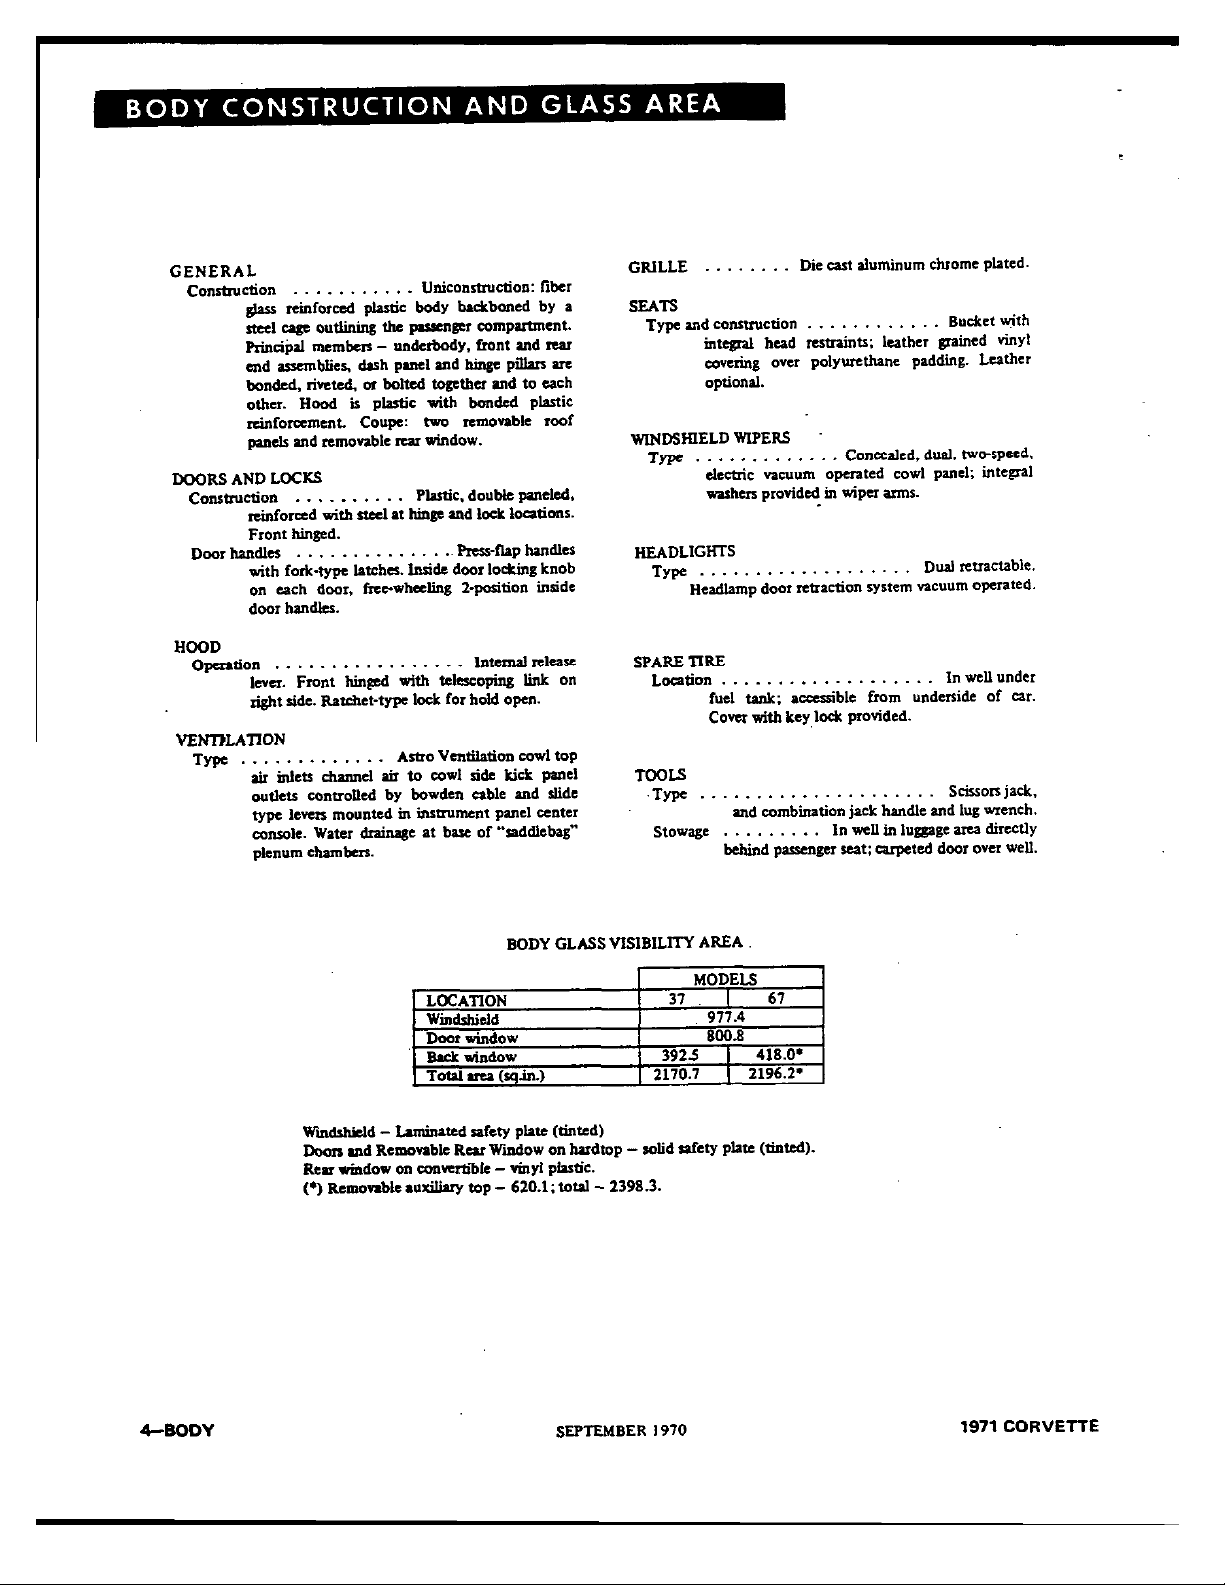 BODY CONSTRUCTION AND GLASS AREA
GENERAL
Construction . . . . . . . . . . . Uniconstruction: fiber
glass reinforced plastic body backboned by a
steel cage outlining the passenger compartment.
Principal members – underbody, front and rear
end assemblies, dash panel and hinge pillars are
bonded, riveted, or bolted together and to each
other. Hood is plastic with bonded plastic
reinforcement. Coupe: two removable roof
panels and removable rear window.
DOORS AND LOCKS
Construction . . . . . . . . . . Plastic, double paneled,
reinforced with steel at hinge and lock locations.
Front hinged.
Door handles . . . . . . . . . . . . . . Press-flap handles
with fork-type latches. Inside door locking knob
on each door, free-wheeling 2-position inside
door handles.
HOOD
Operation . . . . . . . . . . . . . . . . . Internal release
lever. Front hinged with telescoping link on
right side. Ratchet-type lock for hold open.
VENTILATION
Type . . . . . . . . . . . . . Astro Ventilation cowl top
air inlets channel air to cowl side kick panel
outlets controlled by bowden cable and slide
type levers mounted in instrument panel center
console. Water drainage at base of "saddlebag"
plenum chambers.
GRILLE . . . . . . . . Die cast aluminum chrome plated.
SEATS
Type and construction . . . . . . . . . . . . Bucket with
integral head restraints; leather grained vinyl
covering over polyurethane padding. Leather
optional.
WINDSHIELD WIPERS
Type . . . . . . . . . . . . . Concealed, dual, two-speed,
electric vacuum operated cowl panel; integral
washers provided in wiper arms.
HEADLIGHTS
Type . . . . . . . . . . . . . . . . . . . Dual retractable.
Headlamp door retraction system vacuum operated.
SPARE TIRE
Location . . . . . . . . . . . . . . . . . . . In well under
fuel tank; accessible from underside of car.
Cover with key lock provided.
TOOLS
Type . . . . . . . . . . . . . . . . . . . . . Scissors jack,
and combination jack handle and lug wrench.
Stowage . . . . . . . . . In well in luggage area directly
behind passenger seat; carpeted door over well.
BODY GLASS VISIBILITY AREA
MODELS
LOCATION 37 67
Windshield 977.4
Door window 800.8
Back window 392.5 418.0*
Total area (sq.in.) 2170.7 2196.2*
Windshield – Laminated safety plate (tinted)
Doors and Removable Rear Window on hardtop – solid safety plate (tinted).
Rear window on convertible – vinyl plastic.
(*) Removable auxiliary top – 620.1; total – 2398.3.
4—BODY SEPTEMBER 1970 1971 CORVETTE